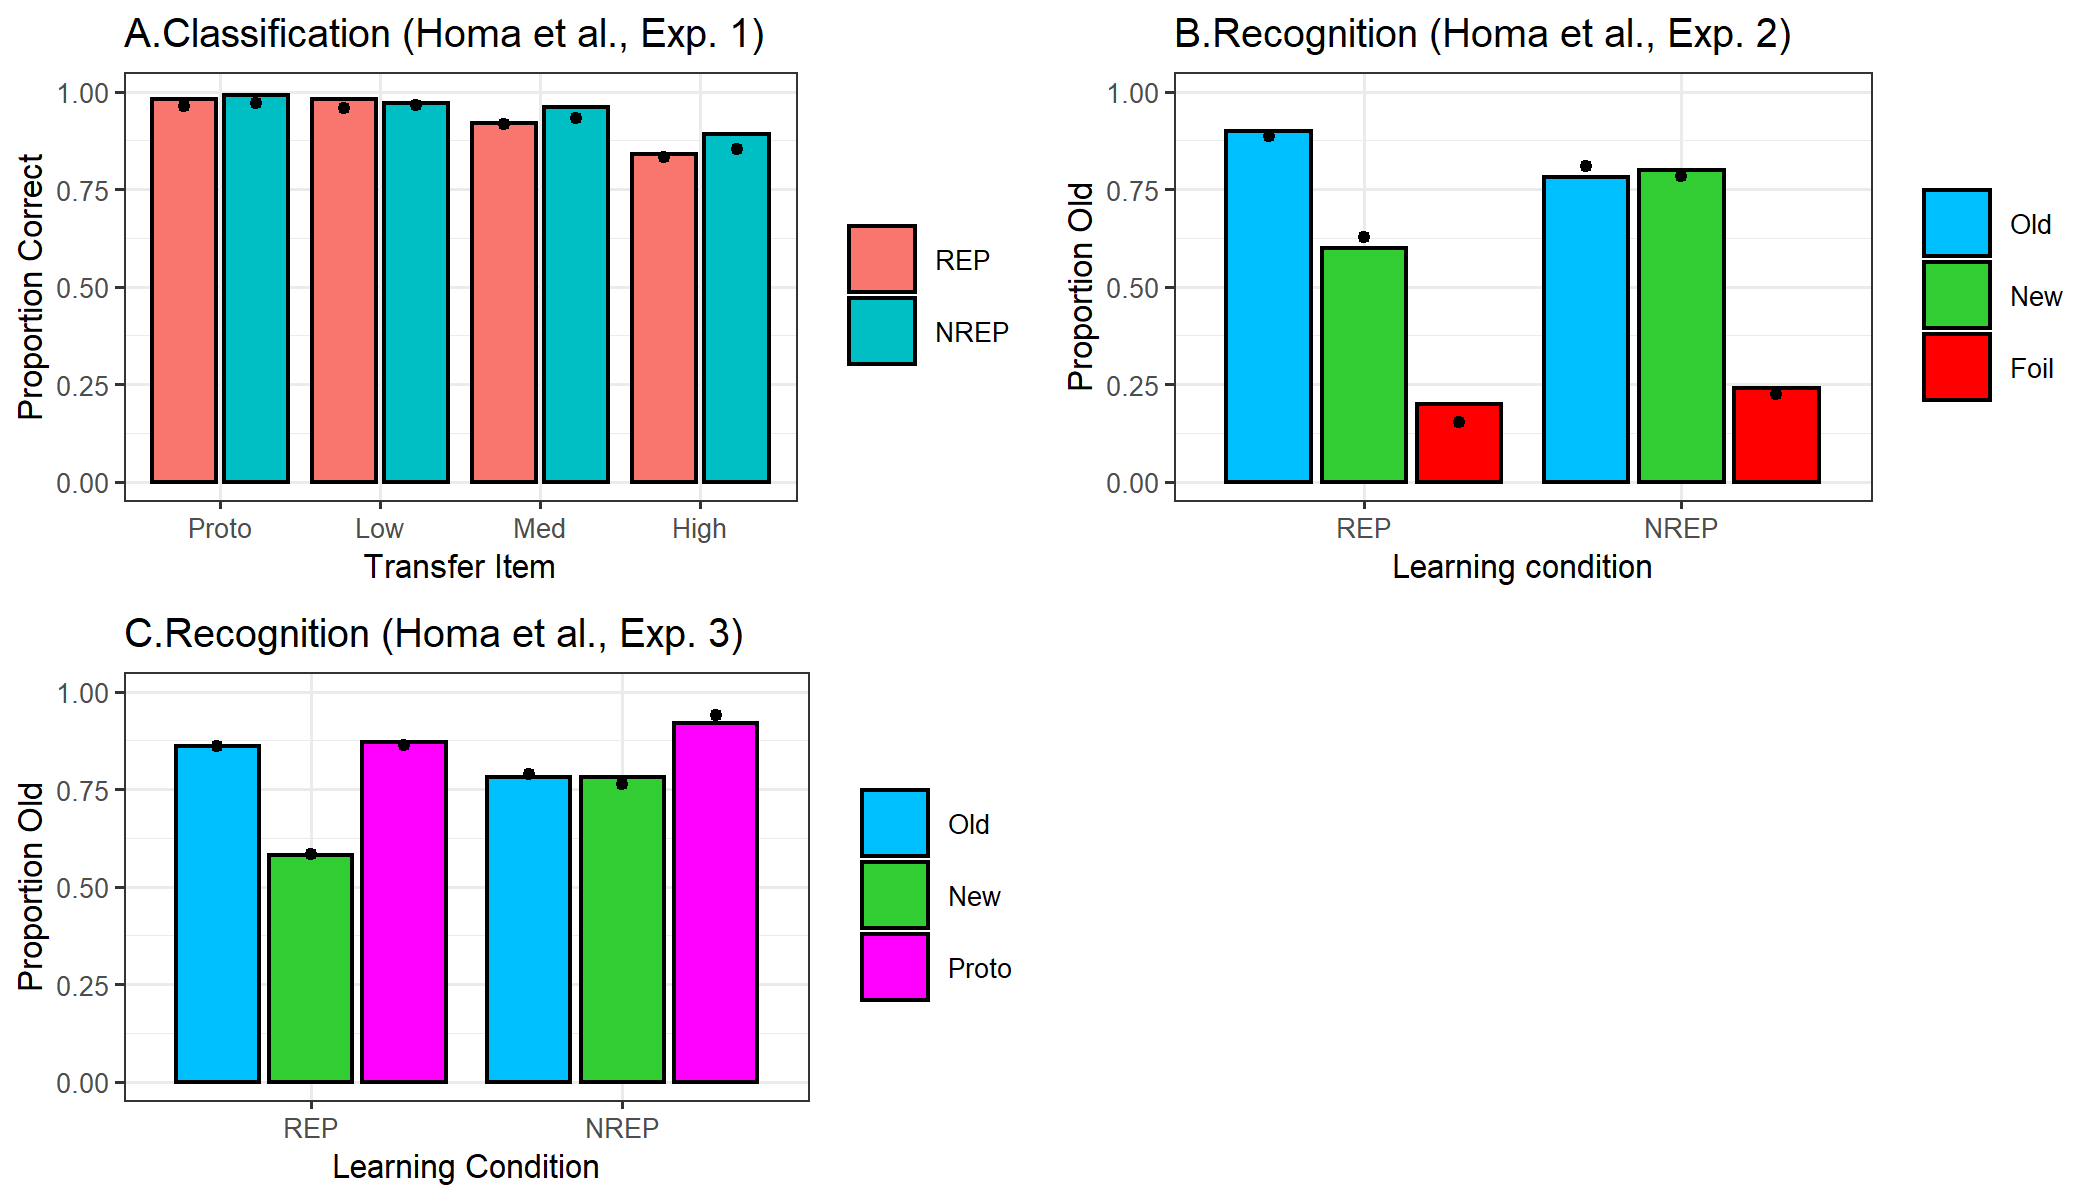 A.Classification (Homa et al., Exp. 1)
Proportion Correct
1.00
0.75
0.50
0.25
0.00
Proto Low Med High
Transfer Item
REP
NREP
B.Recognition (Homa et al., Exp. 2)
Proportion Old
1.00
0.75
0.50
0.25
0.00
REP NREP
Learning condition
Old
New
Foil
C.Recognition (Homa et al., Exp. 3)
Proportion Old
1.00
0.75
0.50
0.25
0.00
REP NREP
Learning Condition
Old
New
Proto